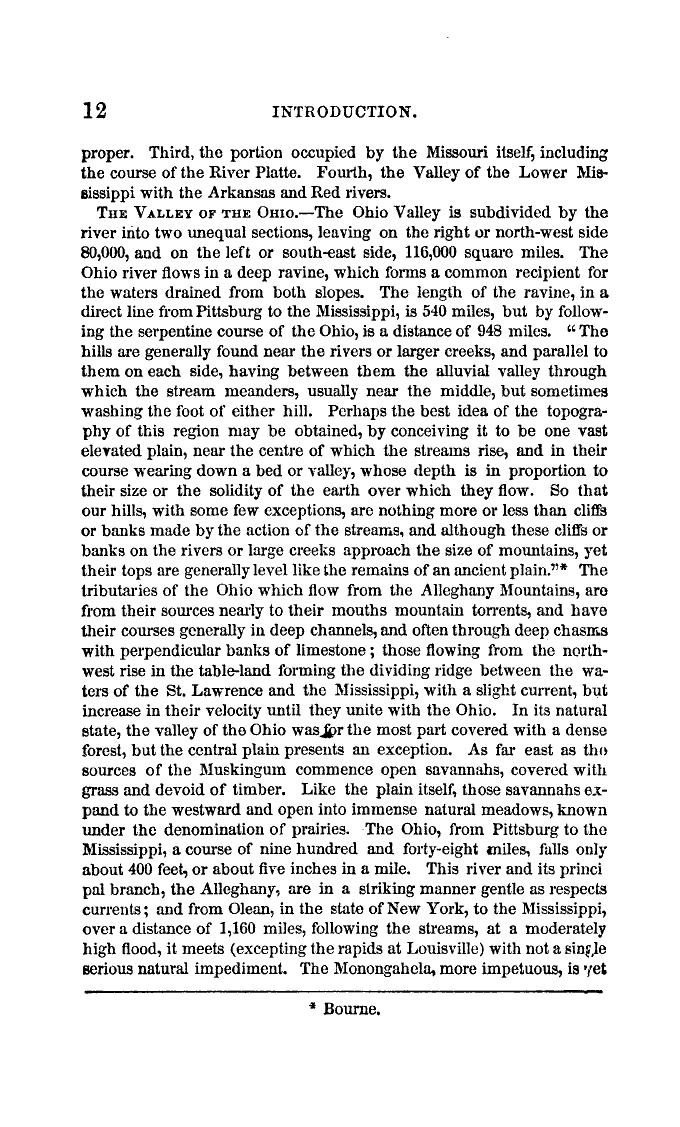 12 INTRODUCTION.
proper. Third, the portion occupied by the Missouri itself, including
the course of the River Platte. Fourth, the Valley of the Lower Mis-
sissippi with the Arkansas and Red rivers.
THE VALLEY OF THE OHIO.—The Ohio Valley is subdivided by the
river into two unequal sections, leaving on the right or north-west side
80,000, and on the left or south-east side, 116,000 square miles. The
Ohio river flows in a deep ravine, which forms a common recipient for
the waters drained from both slopes. The length of the ravine, in a
direct line from Pittsburg to the Mississippi, is 540 miles, but by follow-
ing the serpentine course of the Ohio, is a distance of 948 miles. “The
hills are generally found near the rivers or larger creeks, and parallel to
them on each side, having between them the alluvial valley through
which the stream meanders, usually near the middle, but sometimes
washing the foot of either hill. Perhaps the best idea of the topogra-
phy of this region may be obtained, by conceiving it to be one vast
elevated plain, near the centre of which the streams rise, and in their
course wearing down a bed or valley, whose depth is in proportion to
their size or the solidity of the earth over which they flow. So that
our hills, with some few exceptions, are nothing more or less than cliffs
or banks made by the action of the streams, and although these cliffs or
banks on the rivers or large creeks approach the size of mountains, yet
their tops are generally level like the remains of an ancient plain.”* The
tributaries of the Ohio which flow from the Alleghany Mountains, are
from their sources nearly to their mouths mountain torrents, and have
their courses generally in deep channels, and often through deep chasms
with perpendicular banks of limestone; those flowing from the north-
west rise in the table-land forming the dividing ridge between the wa-
ters of the St. Lawrence and the Mississippi, with a slight current, but
increase in their velocity until they unite with the Ohio. In its natural
state, the valley of the Ohio was for the most part covered with a dense
forest, but the central plain presents an exception. As far east as the
sources of the Muskingum commence open savannahs, covered with
grass and devoid of timber. Like the plain itself, those savannahs ex-
pand to the westward and open into immense natural meadows, known
under the denomination of prairies. The Ohio, from Pittsburg to the
Mississippi, a course of nine hundred and forty-eight miles, falls only
about 400 feet, or about five inches in a mile. This river and its princi
pal branch, the Alleghany, are in a striking manner gentle as respects
currents; and from Olean, in the state of New York, to the Mississippi,
over a distance of 1,160 miles, following the streams, at a moderately
high flood, it meets (excepting the rapids at Louisville) with not a single
serious natural impediment. The Monongahela, more impetuous, is yet
* Bourne.